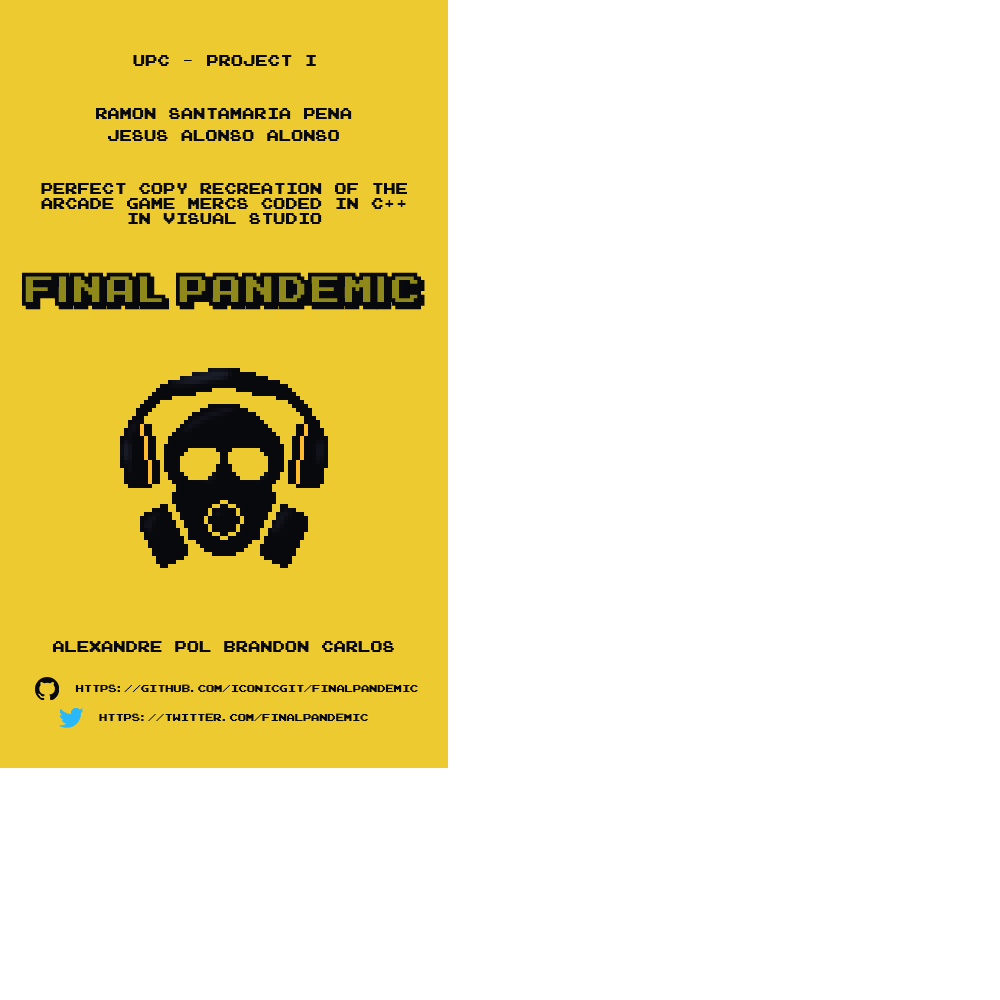 UPC - PROJECT I
RAMON SANTAMARIA PENA
JESUS ALONSO ALONSO
PERFECT COPY RECREATION OF THE
ARCADE GAME MERCS CODED IN C++
IN VISUAL STUDIO
FINAL PANDEMIC
ALEXANDRE POL BRANDON CARLOS
HTTPS://GITHUB.COM/ICONICGIT/FINALPANDEMIC
HTTPS://TWITTER.COM/FINALPANDEMIC